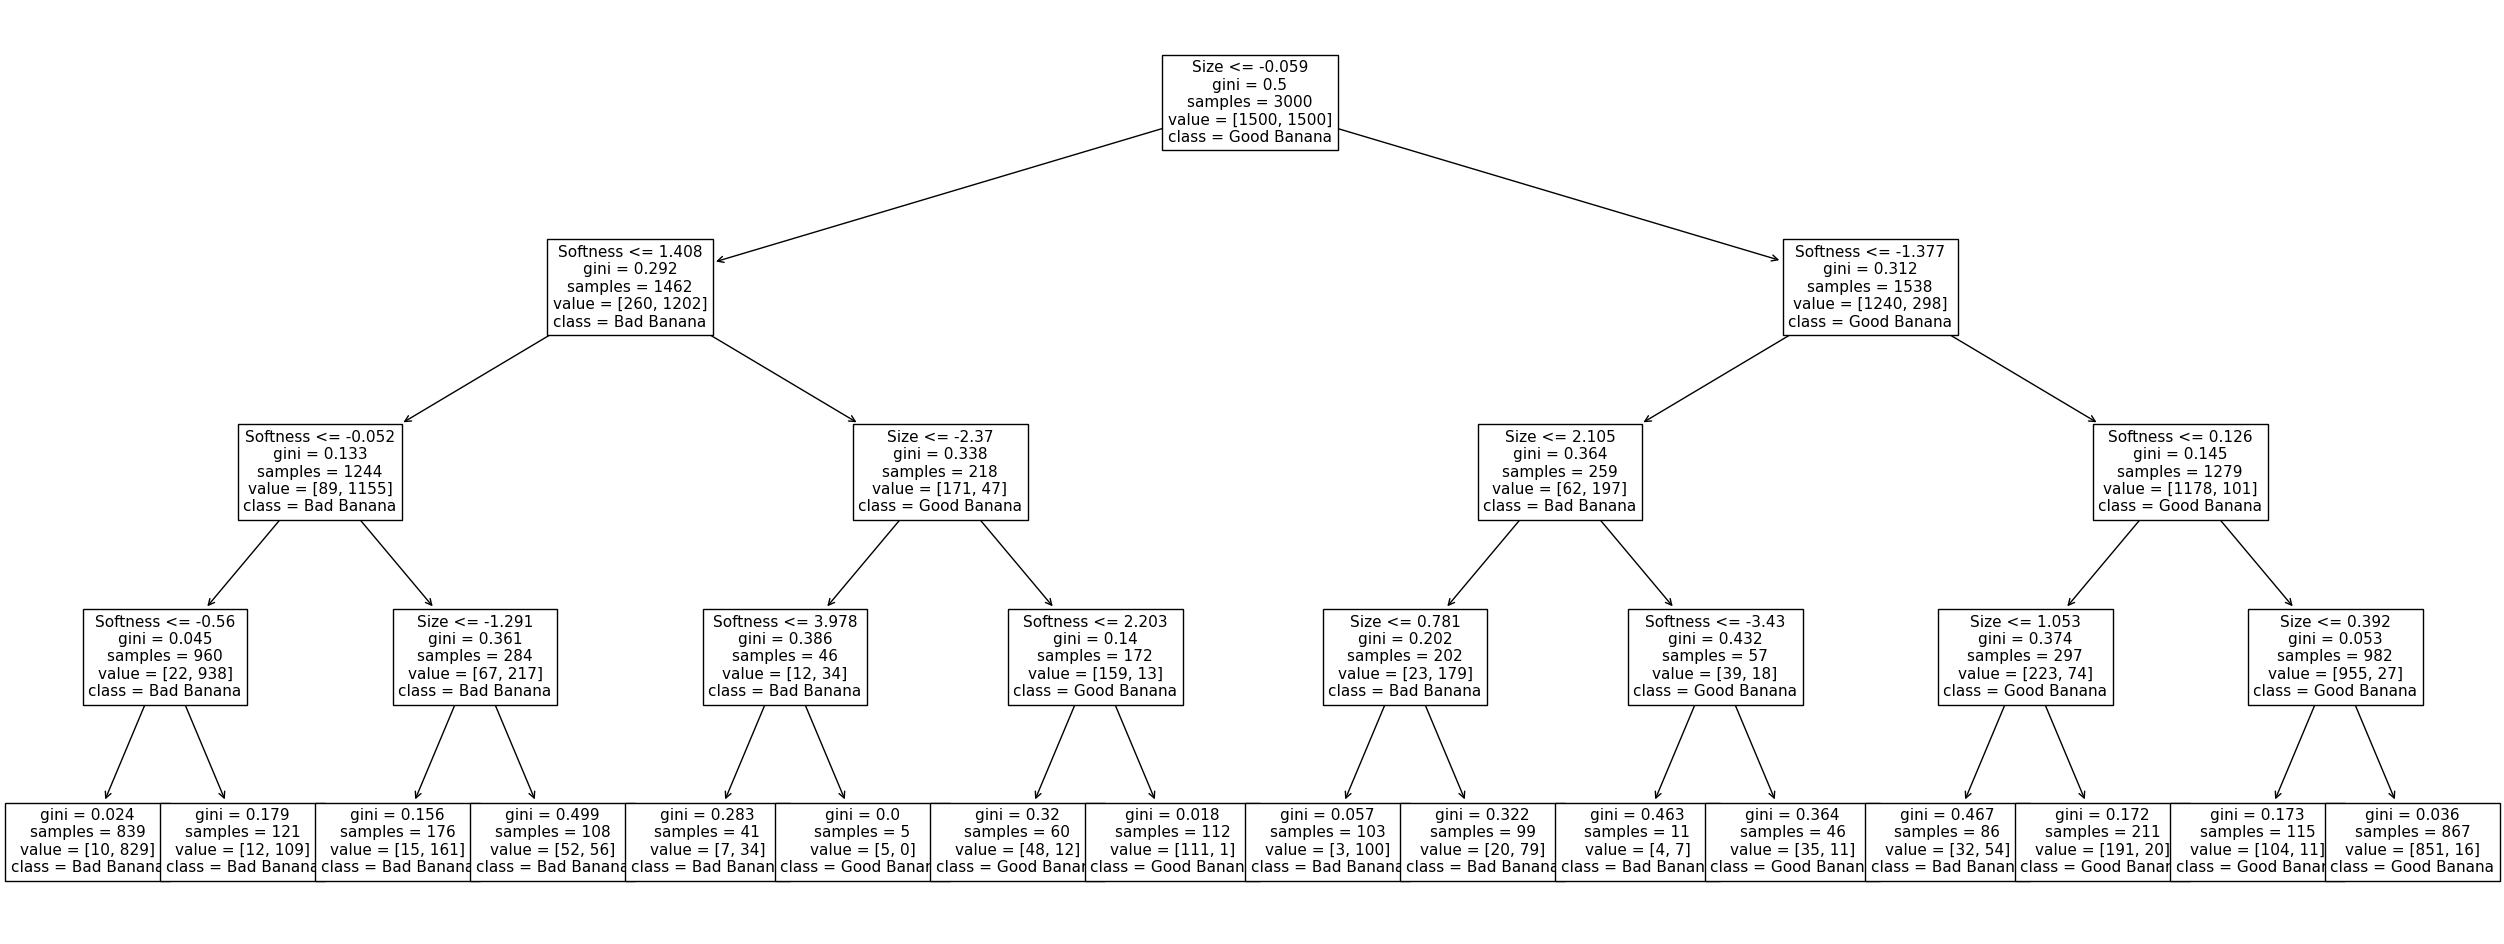 Size <= -0.059
gini = 0.5
samples = 3000
value = [1500, 1500]
class = Good Banana
Softness <= 1.408
gini = 0.292
samples = 1462
value = [260, 1202]
class = Bad Banana
Softness <= -1.377
gini = 0.312
samples = 1538
value = [1240, 298]
class = Good Banana
Softness <= -0.052
gini = 0.133
samples = 1244
value = [89, 1155]
class = Bad Banana
Size <= -2.37
gini = 0.338
samples = 218
value = [171, 47]
class = Good Banana
Size <= 2.105
gini = 0.364
samples = 259
value = [62, 197]
class = Bad Banana
Softness <= 0.126
gini = 0.145
samples = 1279
value = [1178, 101]
class = Good Banana
Softness <= -0.56
gini = 0.045
samples = 960
value = [22, 938]
class = Bad Banana
Size <= -1.291
gini = 0.361
samples = 284
value = [67, 217]
class = Bad Banana
Softness <= 3.978
gini = 0.386
samples = 46
value = [12, 34]
class = Bad Banana
Softness <= 2.203
gini = 0.14
samples = 172
value = [159, 13]
class = Good Banana
Size <= 0.781
gini = 0.202
samples = 202
value = [23, 179]
class = Bad Banana
Softness <= -3.43
gini = 0.432
samples = 57
value = [39, 18]
class = Good Banana
Size <= 1.053
gini = 0.374
samples = 297
value = [223, 74]
class = Good Banana
Size <= 0.392
gini = 0.053
samples = 982
value = [955, 27]
class = Good Banana
gini = 0.024
samples = 839
value = [10, 829]
class = Bad Banana
gini = 0.179
samples = 121
value = [12, 109]
class = Bad Banana
gini = 0.156
samples = 176
value = [15, 161]
class = Bad Banana
gini = 0.499
samples = 108
value = [52, 56]
class = Bad Banana
gini = 0.283
samples = 41
value = [7, 34]
class = Bad Banan
gini = 0.0
samples = 5
value = [5, 0]
class = Good Banan
gini = 0.32
samples = 60
value = [48, 12]
class = Good Banan
gini = 0.018
samples = 112
value = [111, 1]
class = Good Banan
gini = 0.057
samples = 103
value = [3, 100]
class = Bad Banana
gini = 0.322
samples = 99
value = [20, 79]
class = Bad Banana
gini = 0.463
samples = 11
value = [4, 7]
class = Bad Banan
gini = 0.364
samples = 46
value = [35, 11]
class = Good Banan
gini = 0.467
samples = 86
value = [32, 54]
class = Bad Banan
gini = 0.172
samples = 211
value = [191, 20]
class = Good Banan
gini = 0.173
samples = 115
value = [104, 11]
class = Good Banan
gini = 0.036
samples = 867
value = [851, 16]
class = Good Banana